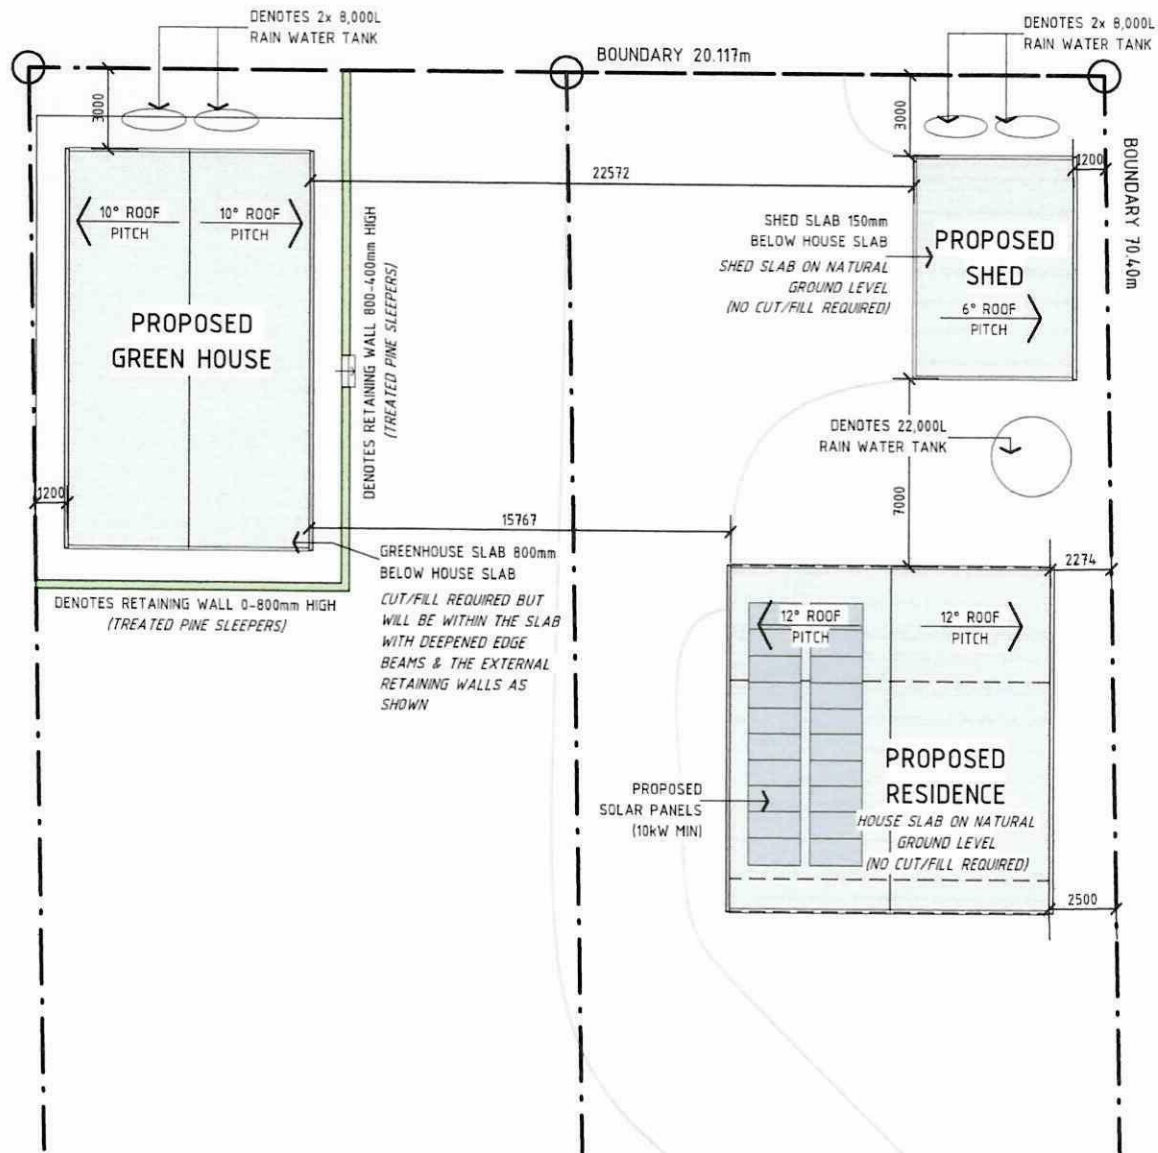 DENOTES 2x 8,000L
RAIN WATER TANK
BOUNDARY 20.117m
DENOTES 2x 8,000L
RAIN WATER TANK
3000
3000
BOUNDARY 70.40m
1200
22572
10° ROOF
PITCH
10° ROOF
PITCH
PROPOSED
GREEN HOUSE
DENOTES RETAINING WALL 800-400mm HIGH
(TREATED PINE SLEEPERS)
SHED SLAB 150mm
BELOW HOUSE SLAB
SHED SLAB ON NATURAL
GROUND LEVEL
(NO CUT/FILL REQUIRED)
PROPOSED
SHED
6° ROOF
PITCH
DENOTES 22,000L
RAIN WATER TANK
7000
1200
15767
GREENHOUSE SLAB 800mm
BELOW HOUSE SLAB
CUT/FILL REQUIRED BUT
WILL BE WITHIN THE SLAB
WITH DEEPENED EDGE
BEAMS & THE EXTERNAL
RETAINING WALLS AS
SHOWN
DENOTES RETAINING WALL 0-800mm HIGH
(TREATED PINE SLEEPERS)
2274
12° ROOF
PITCH
12° ROOF
PITCH
PROPOSED
SOLAR PANELS
(10kW MIN)
PROPOSED
RESIDENCE
HOUSE SLAB ON NATURAL
GROUND LEVEL
(NO CUT/FILL REQUIRED)
2500